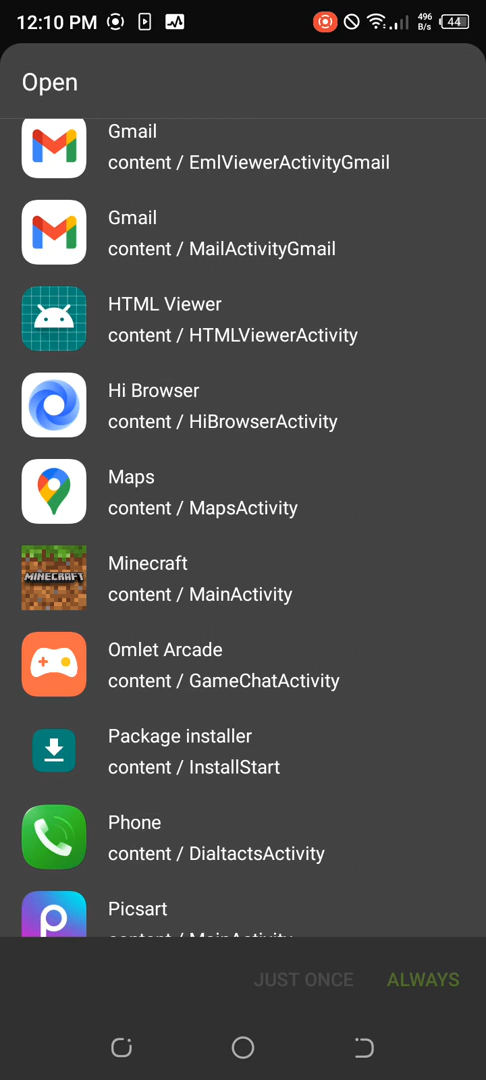 12:10 PM
496
B/s
44
Open
Gmail
content / EmlViewerActivityGmail
Gmail
content / MailActivityGmail
HTML Viewer
content / HTMLViewerActivity
Hi Browser
content / HiBrowserActivity
Maps
content / MapsActivity
MINECRAFT
Minecraft
content / MainActivity
Omlet Arcade
content / GameChatActivity
Package installer
content / InstallStart
Phone
content / DialtactsActivity
Picsart
content / MainActivity
JUST ONCE
ALWAYS